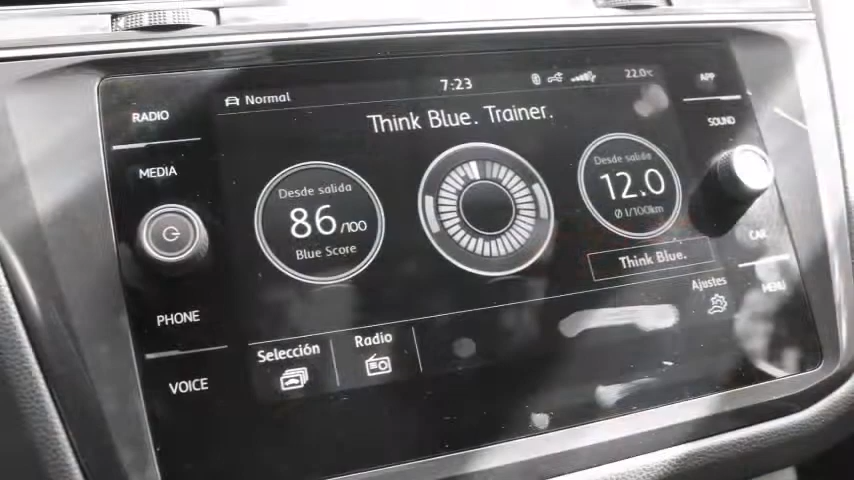 Normal
7:23
22.0°C
APP
RADIO
Think Blue. Trainer.
SOUND
MEDIA
Desde salida
86/100
Blue Score
Desde salida
12.0
Ø l/100km
Think Blue.
CAR
MENU
PHONE
Ajustes
VOICE
Selección
Radio